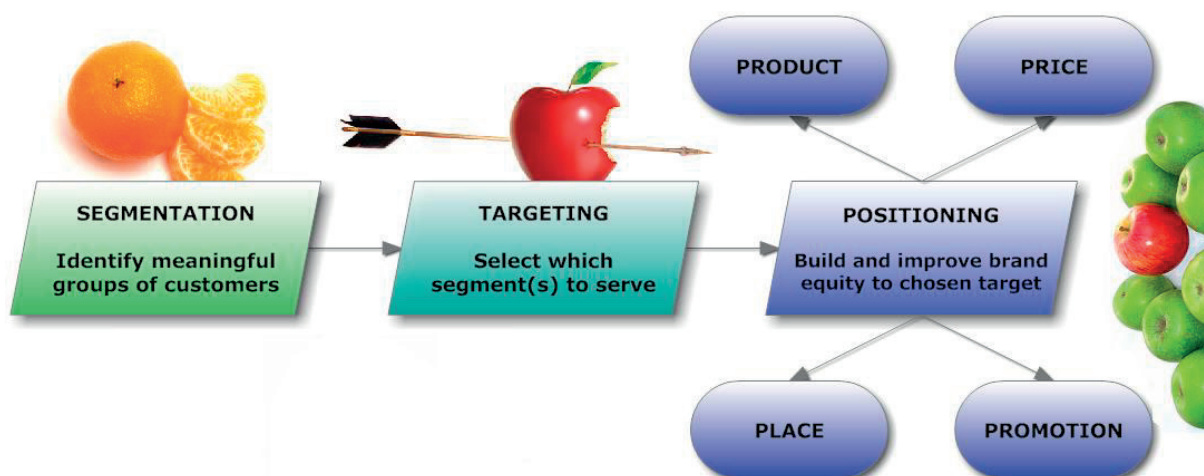 PRODUCT
PRICE
SEGMENTATION
Identify meaningful
groups of customers
TARGETING
Select which
segment(s) to serve
POSITIONING
Build and improve brand
equity to chosen target
PLACE
PROMOTION